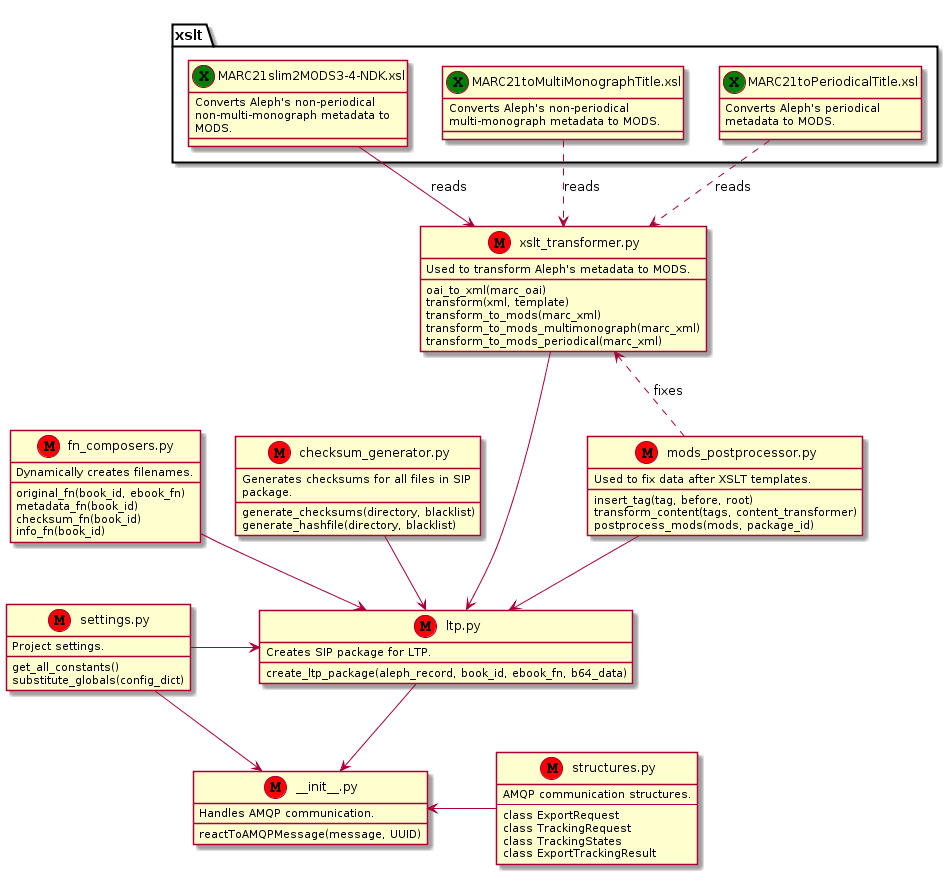 xslt
X MARC21slim2MODS3-4-NDK.xsl
Converts Aleph's non-periodical
non-multi-monograph metadata to
MODS.
X MARC21toMultiMonographTitle.xsl
Converts Aleph's non-periodical
multi-monograph metadata to MODS.
X MARC21toPeriodicalTitle.xsl
Converts Aleph's periodical
metadata to MODS.
reads
reads
reads
M xslt_transformer.py
Used to transform Aleph's metadata to MODS.
oai_to_xml(marc_oai)
transform(xml, template)
transform_to_mods(marc_xml)
transform_to_mods_multimonograph(marc_xml)
transform_to_mods_periodical(marc_xml)
fixes
M fn_composers.py
Dynamically creates filenames.
original_fn(book_id, ebook_fn)
metadata_fn(book_id)
checksum_fn(book_id)
info_fn(book_id)
M checksum_generator.py
Generates checksums for all files in SIP
package.
generate_checksums(directory, blacklist)
generate_hashfile(directory, blacklist)
M mods_postprocessor.py
Used to fix data after XSLT templates.
insert_tag(tag, before, root)
transform_content(tags, content_transformer)
postprocess_mods(mods, package_id)
M settings.py
Project settings.
get_all_constants()
substitute_globals(config_dict)
M ltp.py
Creates SIP package for LTP.
create_ltp_package(aleph_record, book_id, ebook_fn, b64_data)
M __init__.py
Handles AMQP communication.
reactToAMQPMessage(message, UUID)
M structures.py
AMQP communication structures.
class ExportRequest
class TrackingRequest
class TrackingStates
class ExportTrackingResult